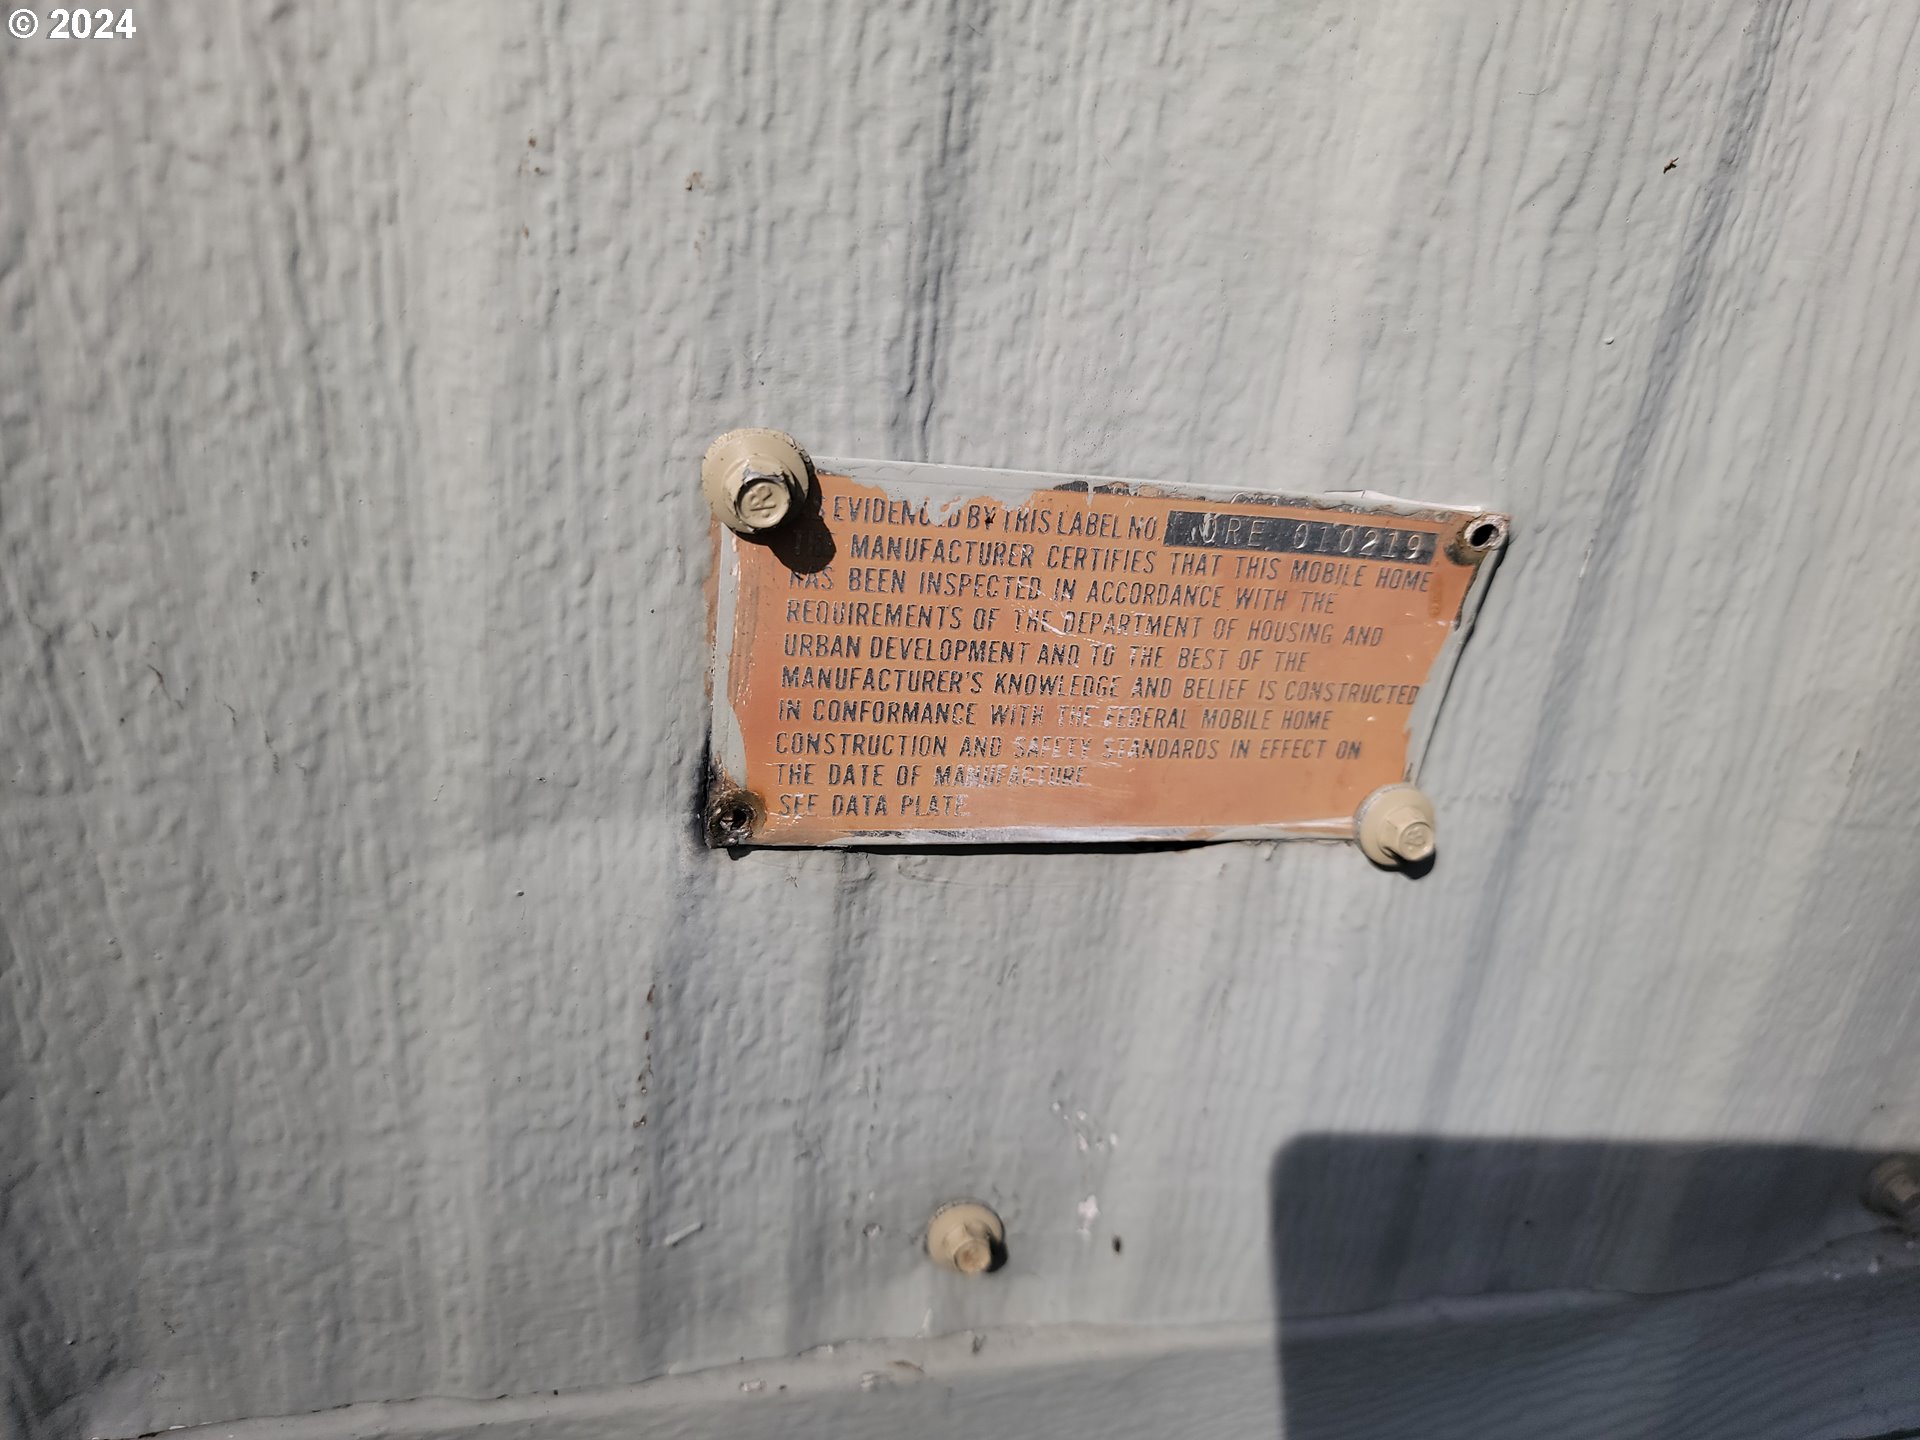 © 2024
EVIDENCED BY THIS LABEL NO. ORE 010219
THE MANUFACTURER CERTIFIES THAT THIS MOBILE HOME
HAS BEEN INSPECTED IN ACCORDANCE WITH THE
REQUIREMENTS OF THE DEPARTMENT OF HOUSING AND
URBAN DEVELOPMENT AND TO THE BEST OF THE
MANUFACTURER'S KNOWLEDGE AND BELIEF IS CONSTRUCTED
IN CONFORMANCE WITH THE FEDERAL MOBILE HOME
CONSTRUCTION AND SAFETY STANDARDS IN EFFECT ON
THE DATE OF MANUFACTURE.
SEE DATA PLATE